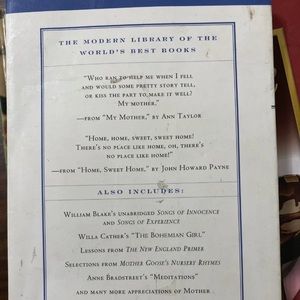 THE MODERN LIBRARY OF THE
WORLD'S BEST BOOKS
"WHO RAN TO HELP ME WHEN I FELL
AND WOULD SOME PRETTY STORY TELL,
OR KISS THE PART TO MAKE IT WELL?
MY MOTHER."
—FROM "MY MOTHER," BY ANN TAYLOR
"HOME, HOME, SWEET, SWEET HOME!
THERE'S NO PLACE LIKE HOME, OH, THERE'S
NO PLACE LIKE HOME!"
—FROM "HOME, SWEET HOME," BY JOHN HOWARD PAYNE
ALSO INCLUDES:
WILLIAM BLAKE'S UNABRIDGED SONGS OF INNOCENCE
AND SONGS OF EXPERIENCE
WILLA CATHER'S "THE BOHEMIAN GIRL"
LESSONS FROM THE NEW ENGLAND PRIMER
SELECTIONS FROM MOTHER GOOSE'S NURSERY RHYMES
ANNE BRADSTREET'S "MEDITATIONS"
AND MANY MORE APPRECIATIONS OF MOTHER